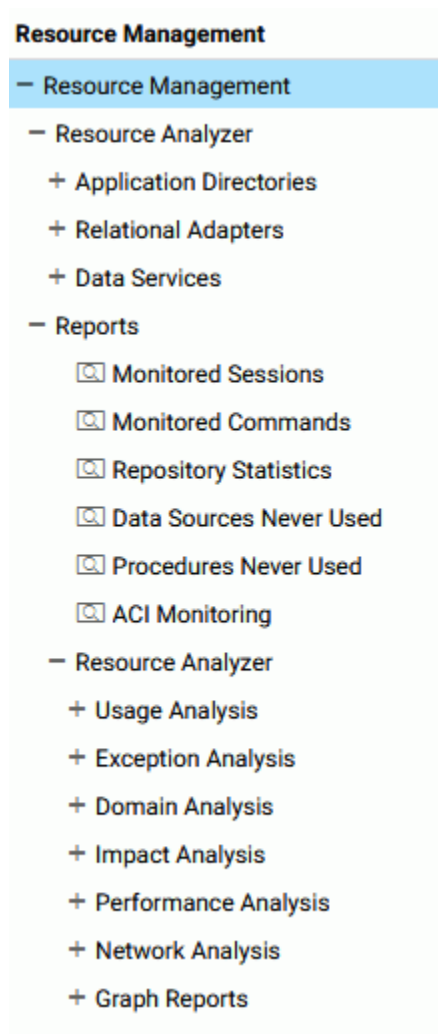 Resource Management
Resource Management
Resource Analyzer
Application Directories
Relational Adapters
Data Services
Reports
Monitored Sessions
Monitored Commands
Repository Statistics
Data Sources Never Used
Procedures Never Used
ACI Monitoring
Resource Analyzer
Usage Analysis
Exception Analysis
Domain Analysis
Impact Analysis
Performance Analysis
Network Analysis
Graph Reports